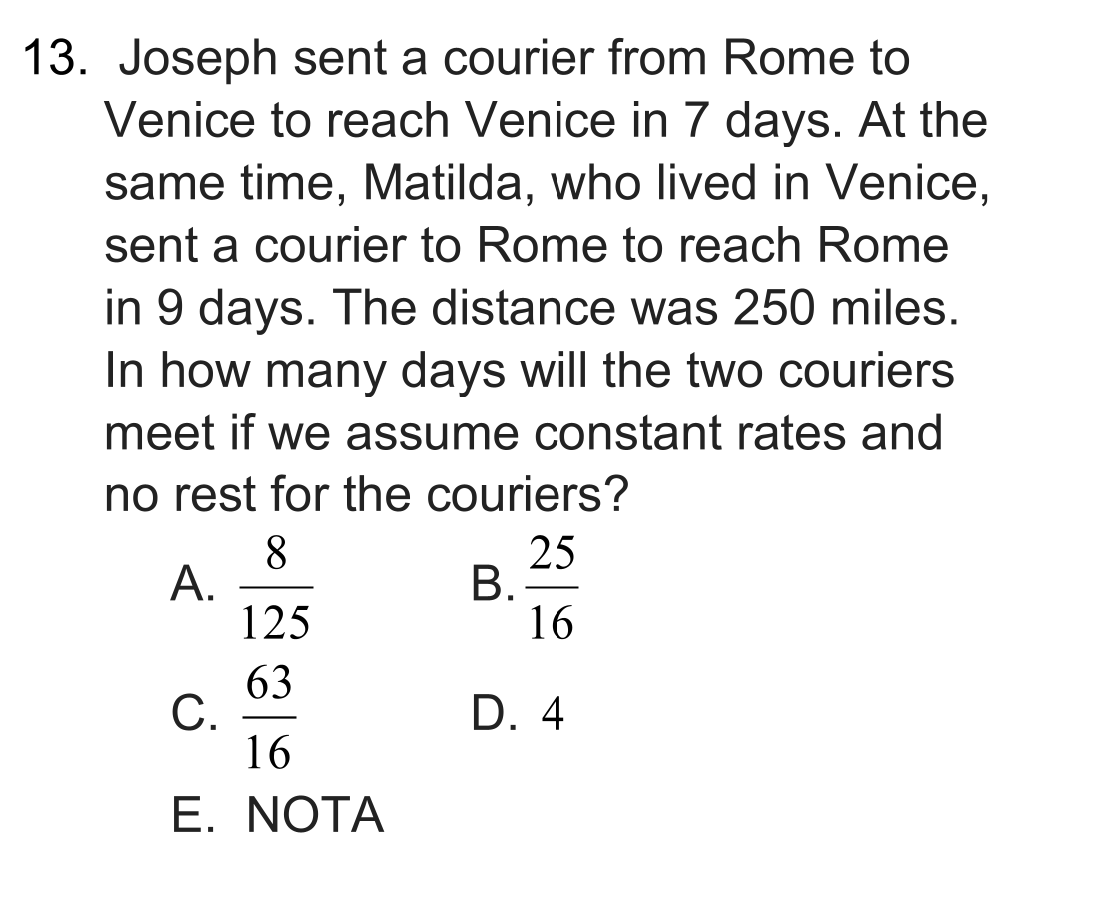 13. Joseph sent a courier from Rome to
Venice to reach Venice in 7 days. At the
same time, Matilda, who lived in Venice,
sent a courier to Rome to reach Rome
in 9 days. The distance was 250 miles.
In how many days will the two couriers
meet if we assume constant rates and
no rest for the couriers?
A. 8/125 B. 25/16
C. 63/16 D. 4
E. NOTA